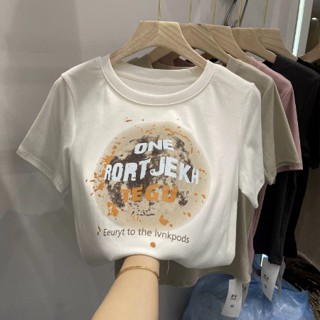 ONE
RORTJEKH
IEGU
Eeuryt to the lvnkpods